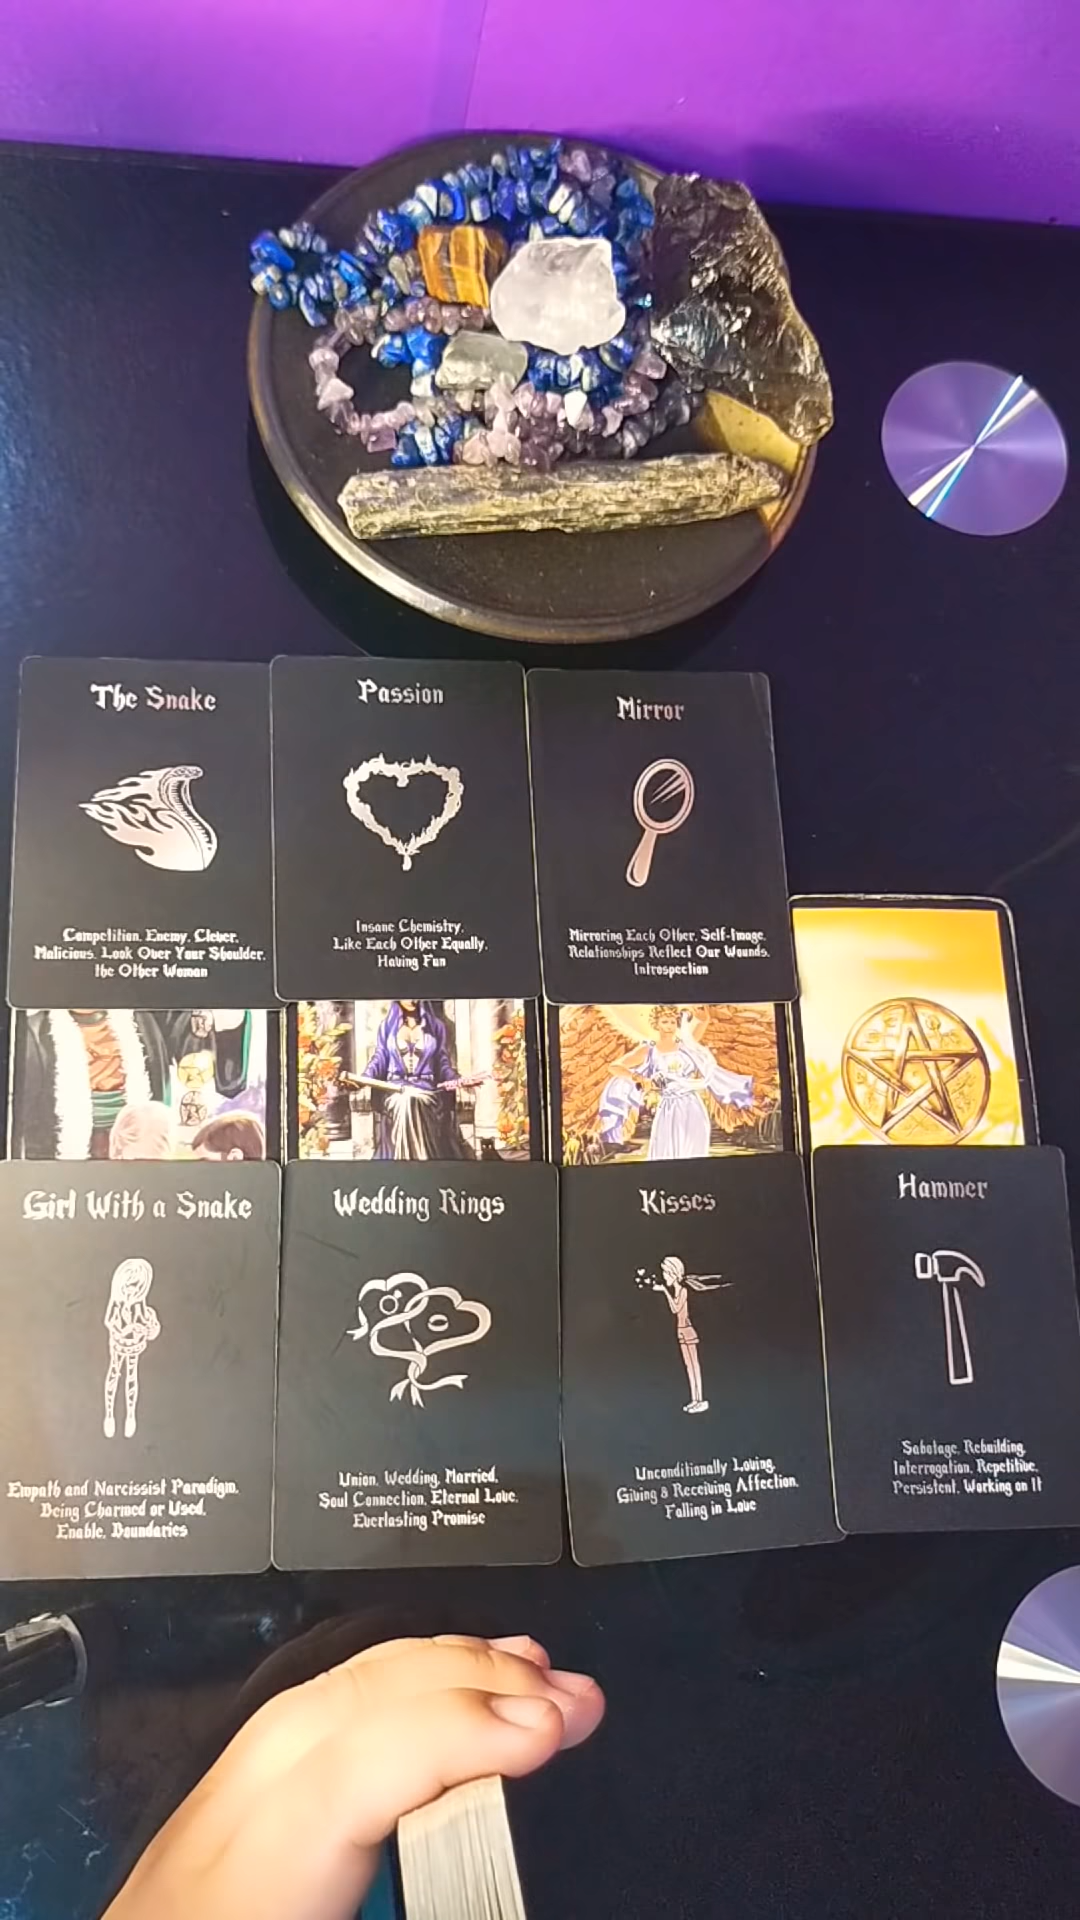 The Snake
Competition, Enemy, Clever,
Malicious, Look Over Your Shoulder,
the Other Woman
Passion
Insane Chemistry,
Like Each Other Equally,
Having Fun
Mirror
Mirroring Each Other, Self-Image,
Relationships Reflect Our Wounds,
Introspection
Girl With a Snake
Empath and Narcissist Paradigm,
Being Charmed or Used,
Enable, Boundaries
Wedding Rings
Union, Wedding, Married,
Soul Connection, Eternal Love,
Everlasting Promise
Kisses
Unconditionally Loving,
Giving & Receiving Affection,
Falling in Love
Hammer
Sabotage, Rebuilding,
Interrogation, Repetitive,
Persistent, Working on It